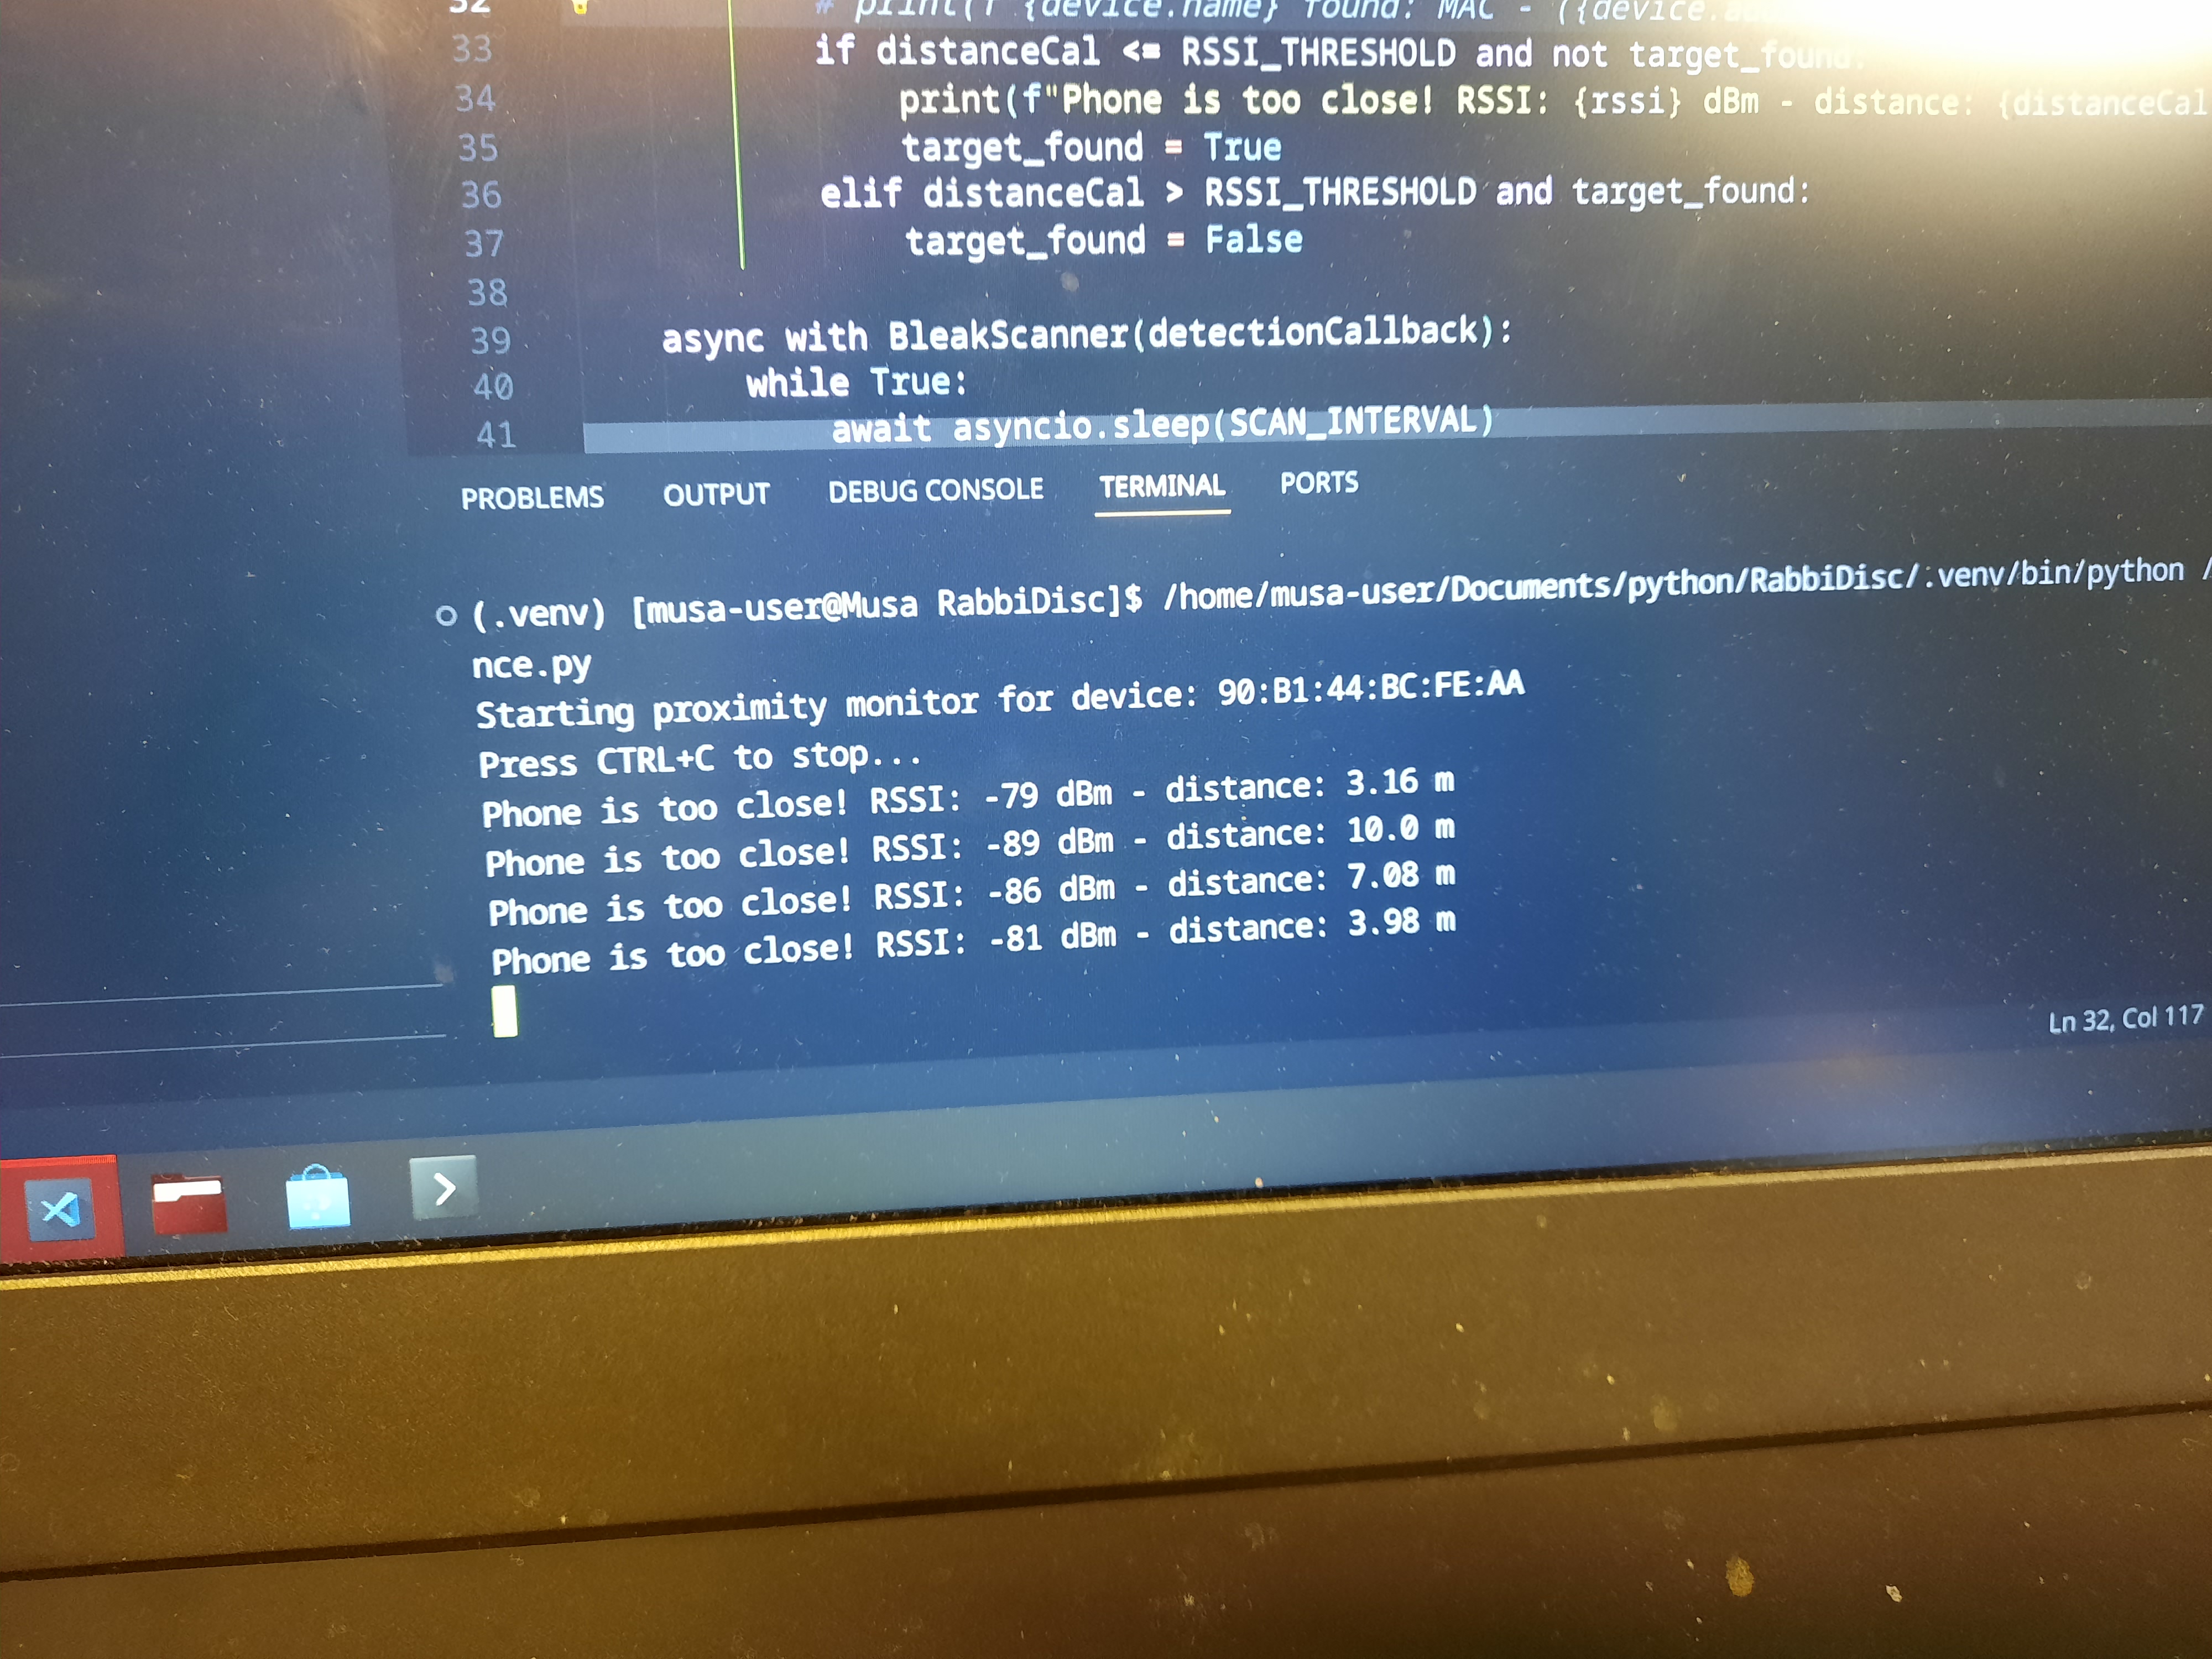 32 # print(f"{device.name} found: MAC - ({device.
33 if distanceCal <= RSSI_THRESHOLD and not target_found:
34 print(f"Phone is too close! RSSI: {rssi} dBm - distance: {distanceCal
35 target_found = True
36 elif distanceCal > RSSI_THRESHOLD and target_found:
37 target_found = False
38
39 async with BleakScanner(detectionCallback):
40 while True:
41 await asyncio.sleep(SCAN_INTERVAL)
PROBLEMS OUTPUT DEBUG CONSOLE TERMINAL PORTS
(.venv) [musa-user@Musa RabbiDisc]$ /home/musa-user/Documents/python/RabbiDisc/.venv/bin/python /
nce.py
Starting proximity monitor for device: 90:B1:44:BC:FE:AA
Press CTRL+C to stop...
Phone is too close! RSSI: -79 dBm - distance: 3.16 m
Phone is too close! RSSI: -89 dBm - distance: 10.0 m
Phone is too close! RSSI: -86 dBm - distance: 7.08 m
Phone is too close! RSSI: -81 dBm - distance: 3.98 m
Ln 32, Col 117